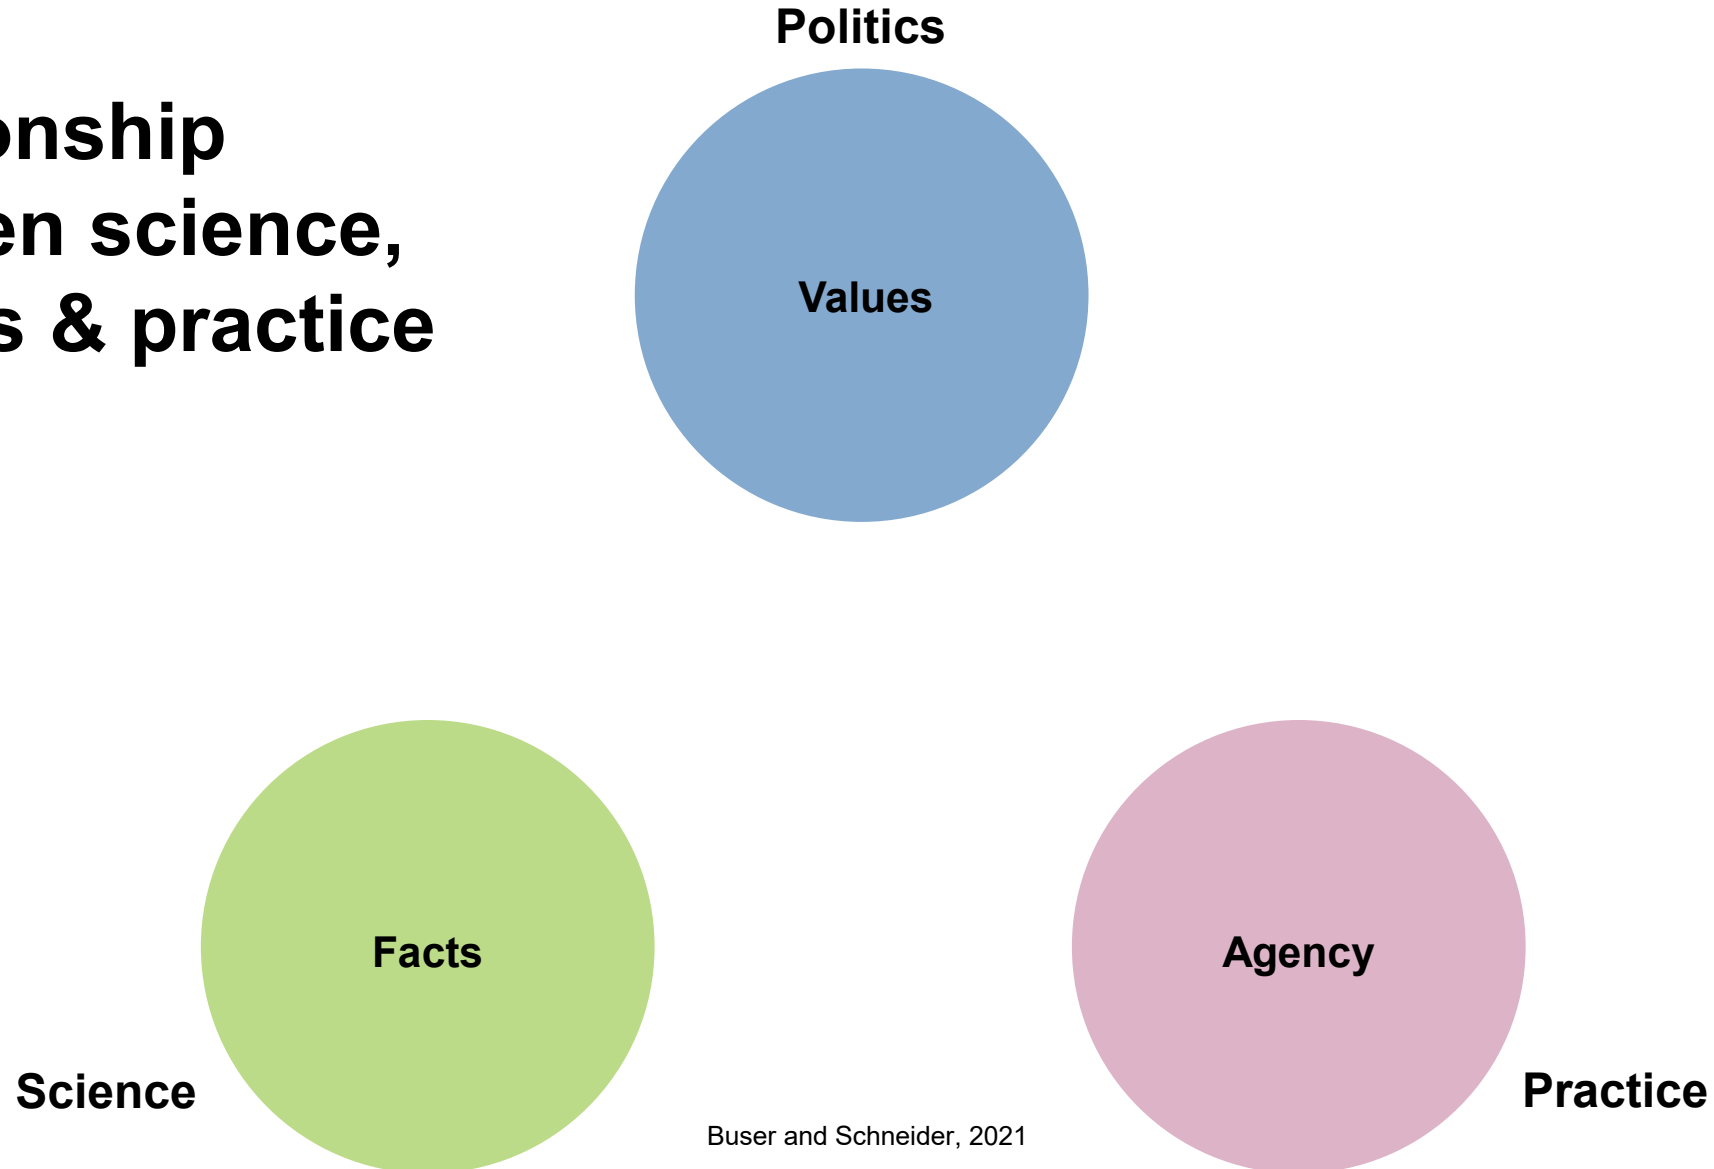 Politics
onship
en science,
s & practice
Values
Facts
Agency
Science
Practice
Buser and Schneider, 2021